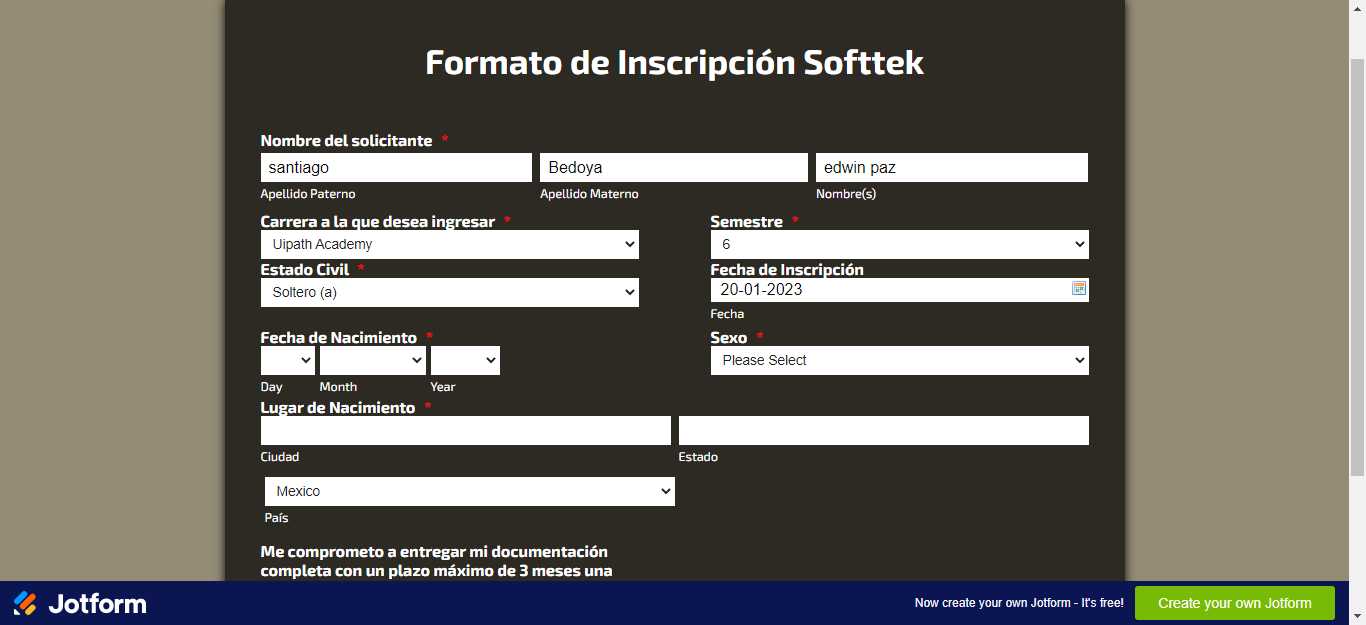 Formato de Inscripción Softtek
Nombre del solicitante *
santiago Bedoya edwin paz
Apellido Paterno Apellido Materno Nombre(s)
Carrera a la que desea ingresar * Semestre *
Uipath Academy 6
Estado Civil * Fecha de Inscripción
Soltero (a) 20-01-2023
Fecha
Fecha de Nacimiento * Sexo *
Please Select
Day Month Year
Lugar de Nacimiento *
Ciudad Estado
Mexico
País
Me comprometo a entregar mi documentación
completa con un plazo máximo de 3 meses una
Jotform Now create your own Jotform - It's free! Create your own Jotform